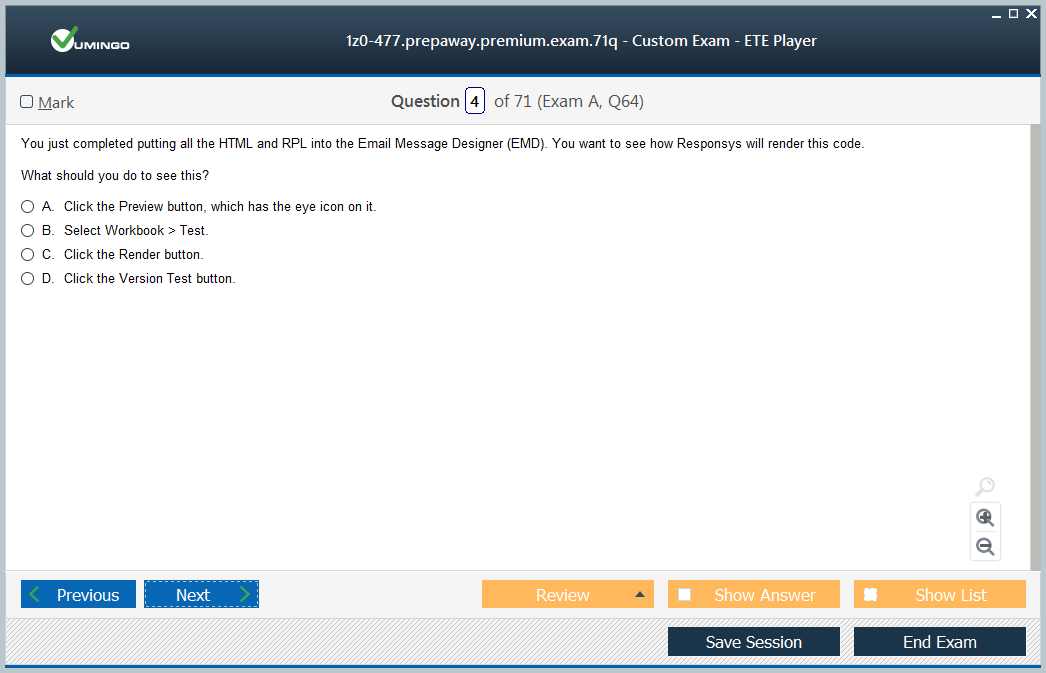 VUMINGO
1z0-477.prepaway.premium.exam.71q - Custom Exam - ETE Player
Mark
Question 4 of 71 (Exam A, Q64)
You just completed putting all the HTML and RPL into the Email Message Designer (EMD). You want to see how Responsys will render this code.
What should you do to see this?
A. Click the Preview button, which has the eye icon on it.
B. Select Workbook > Test.
C. Click the Render button.
D. Click the Version Test button.
Previous
Next
Review
Show Answer
Show List
Save Session
End Exam